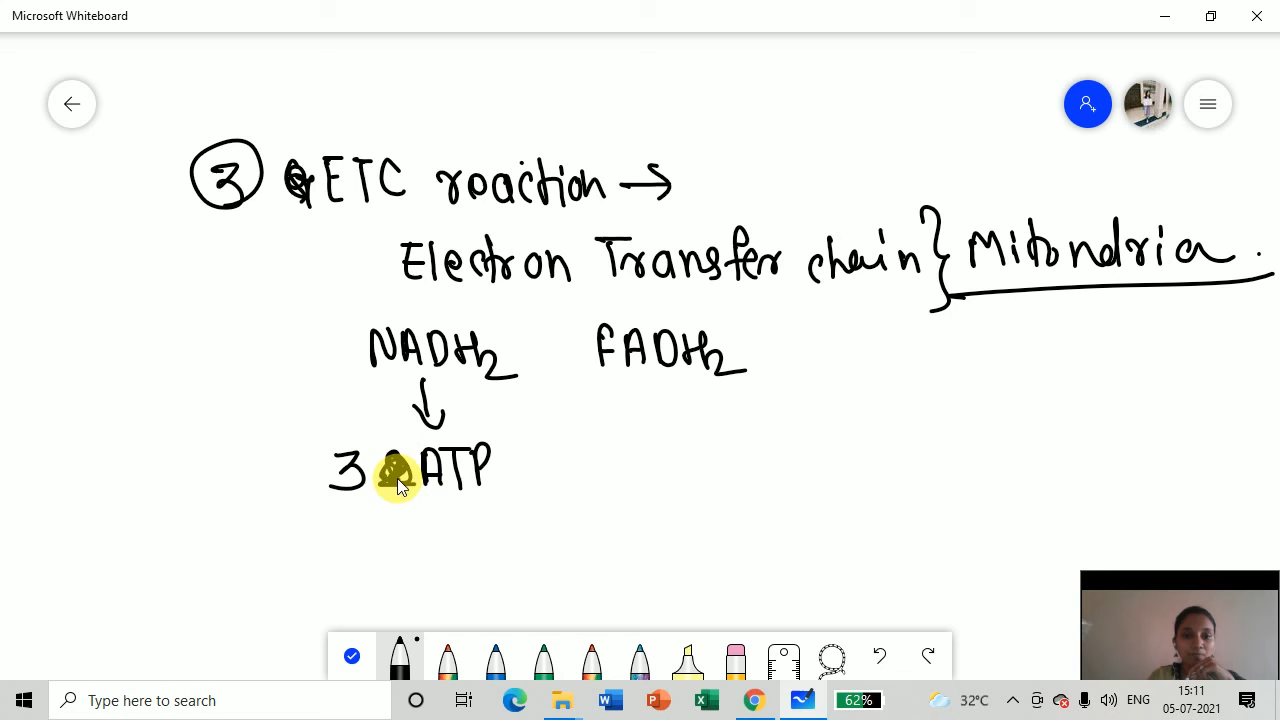 Microsoft Whiteboard
3 ETC reaction →
Electron Transfer chain } Mitondria.
NADH2 FADH2
↓
3 ATP
Type here to search
62%
32°C
ENG
15:11
05-07-2021